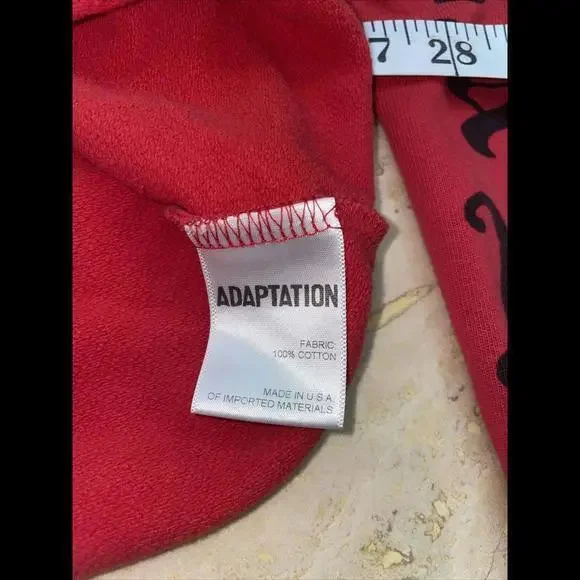 7 28
ADAPTATION
FABRIC:
100% COTTON
MADE IN U.S.A.
OF IMPORTED MATERIALS